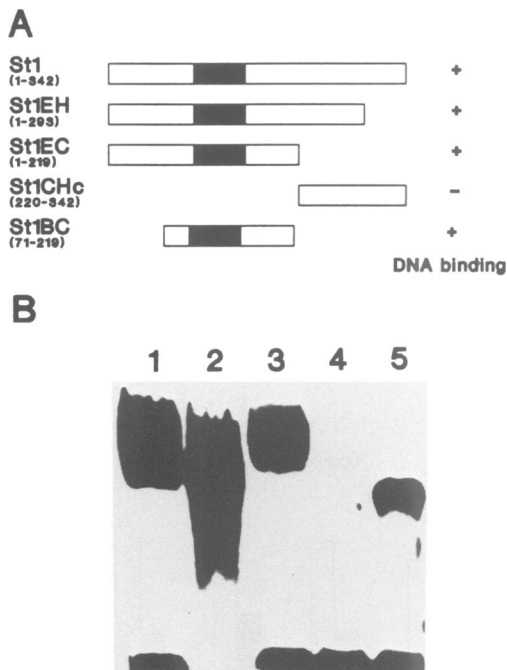 A
St1
(1-342)
+
St1EH
(1-293)
+
St1EC
(1-219)
+
St1CHc
(220-342)
-
St1BC
(71-219)
+
DNA binding
B
1 2 3 4 5